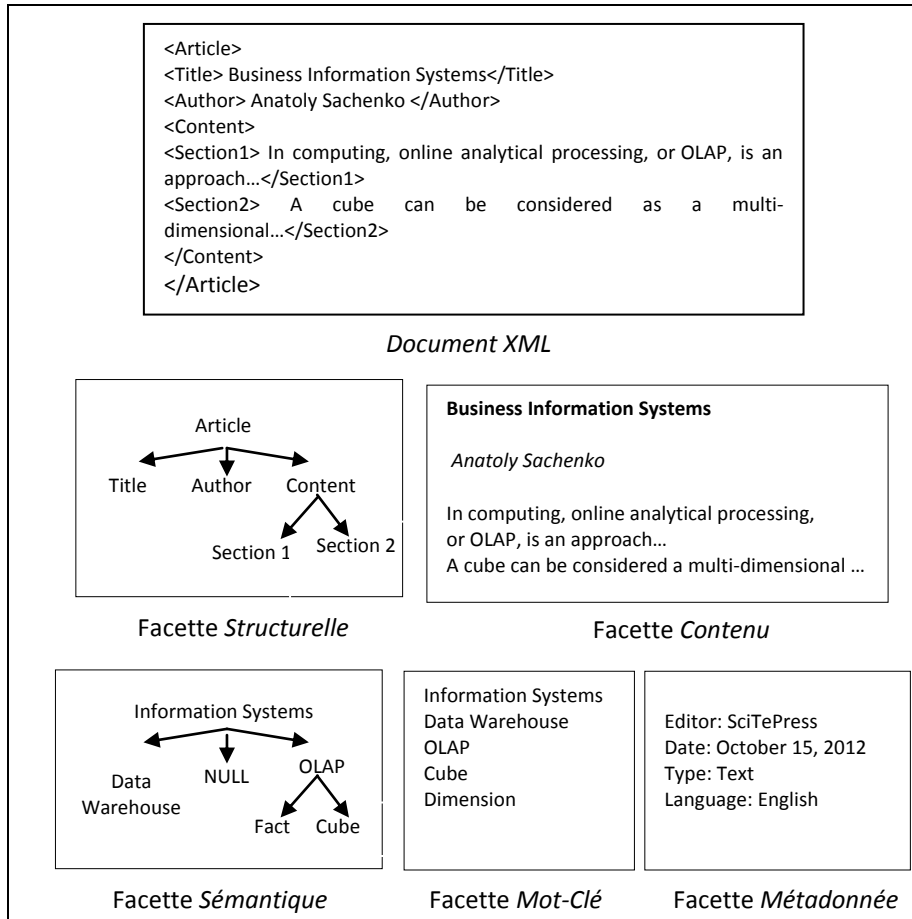 <Article>
<Title> Business Information Systems</Title>
<Author> Anatoly Sachenko </Author>
<Content>
<Section1> In computing, online analytical processing, or OLAP, is an
approach…</Section1>
<Section2> A cube can be considered as a multi-
dimensional…</Section2>
</Content>
</Article>
Document XML
Article
Title Author Content
Section 1 Section 2
Facette Structurelle
Business Information Systems
Anatoly Sachenko
In computing, online analytical processing,
or OLAP, is an approach…
A cube can be considered a multi-dimensional …
Facette Contenu
Information Systems
Data
Warehouse
NULL
OLAP
Fact Cube
Facette Sémantique
Information Systems
Data Warehouse
OLAP
Cube
Dimension
Facette Mot-Clé
Editor: SciTePress
Date: October 15, 2012
Type: Text
Language: English
Facette Métadonnée